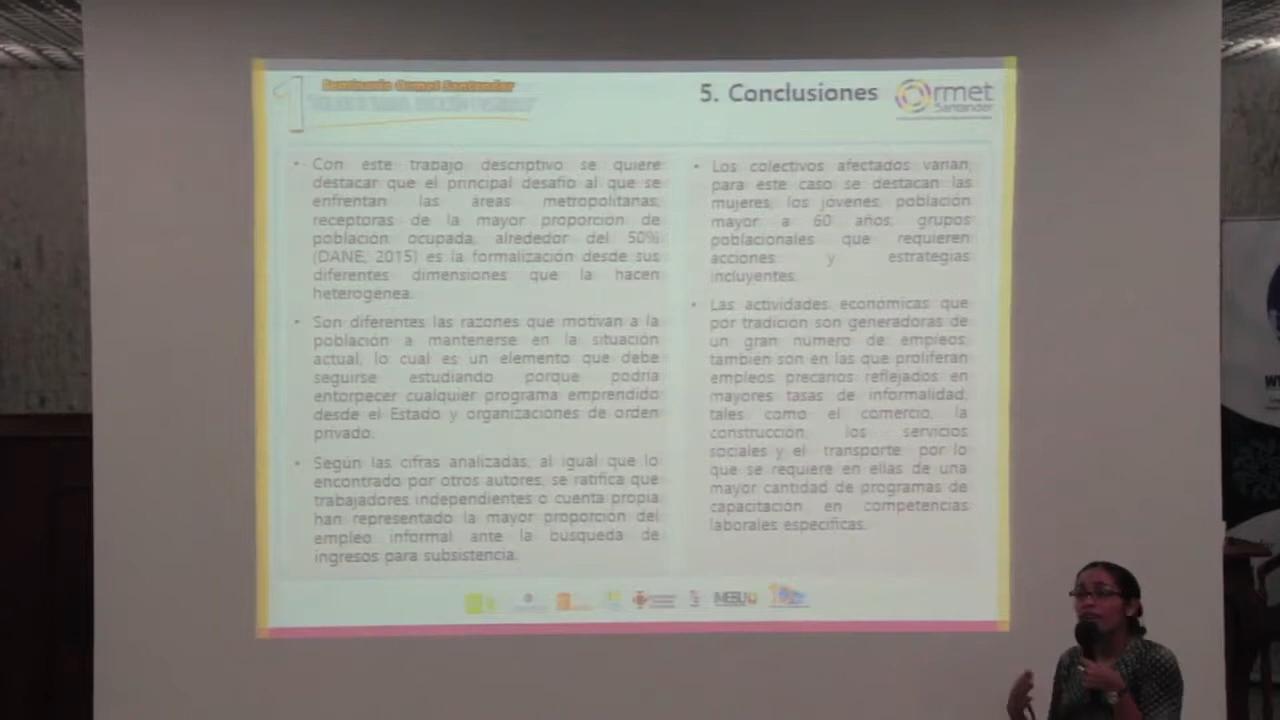 1 Seminario Ormet Santander
5. Conclusiones
Ormet
Santander
• Con este trabajo descriptivo se quiere
destacar que el principal desafio al que se
enfrentan las áreas metropolitanas,
receptoras de la mayor proporción de
población ocupada, alrededor del 50%
(DANE, 2015) es la formalización desde sus
diferentes dimensiones que la hacen
heterogenea.
• Son diferentes las razones que motivan a la
población a mantenerse en la situación
actual, lo cual es un elemento que debe
seguirse estudiando porque podría
entorpecer cualquier programa emprendido
desde el Estado y organizaciones de orden
privado.
• Según las cifras analizadas, al igual que lo
encontrado por otros autores, se ratifica que
trabajadores independientes o cuenta propia
han representado la mayor proporción del
empleo informal ante la búsqueda de
ingresos para subsistencia.
• Los colectivos afectados varían,
para este caso se destacan las
mujeres, los jóvenes, población
mayor a 60 años, grupos
poblacionales que requieren
acciones y estrategias
incluyentes.
• Las actividades económicas que
por tradición son generadoras de
un gran numero de empleos,
también son en las que proliferan
empleos precarios reflejados en
mayores tasas de informalidad,
tales como el comercio, la
construcción, los servicios
sociales y el transporte por lo
que se requiere en ellas de una
mayor cantidad de programas de
capacitación en competencias
laborales especificas.
IMEBU